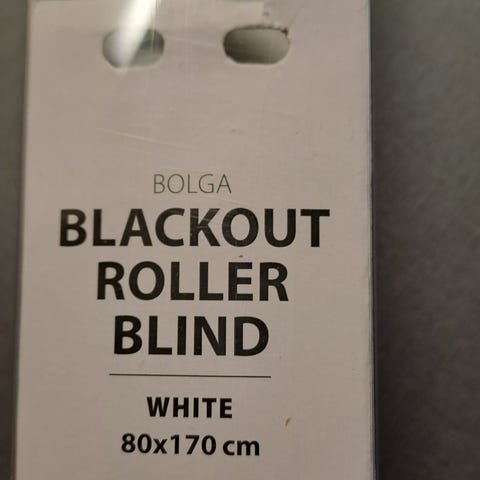 BOLGA
BLACKOUT
ROLLER
BLIND
WHITE
80x170 cm